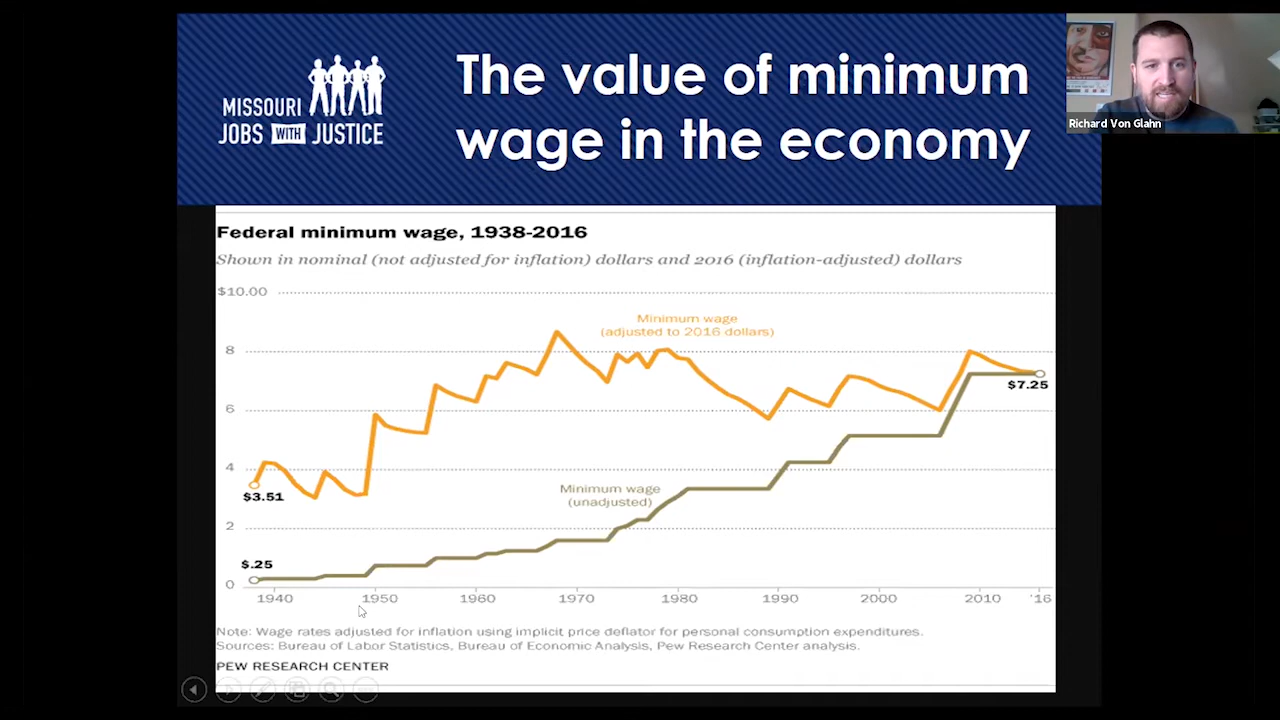 MISSOURI
JOBS WITH JUSTICE
The value of minimum
wage in the economy
Richard Von Glahn
Federal minimum wage, 1938-2016
Shown in nominal (not adjusted for inflation) dollars and 2016 (inflation-adjusted) dollars
$10.00
Minimum wage
(adjusted to 2016 dollars)
8
$7.25
6
4
$3.51
Minimum wage
(unadjusted)
2
$.25
0
1940 1950 1960 1970 1980 1990 2000 2010 '16
Note: Wage rates adjusted for inflation using implicit price deflator for personal consumption expenditures.
Sources: Bureau of Labor Statistics, Bureau of Economic Analysis, Pew Research Center analysis.
PEW RESEARCH CENTER